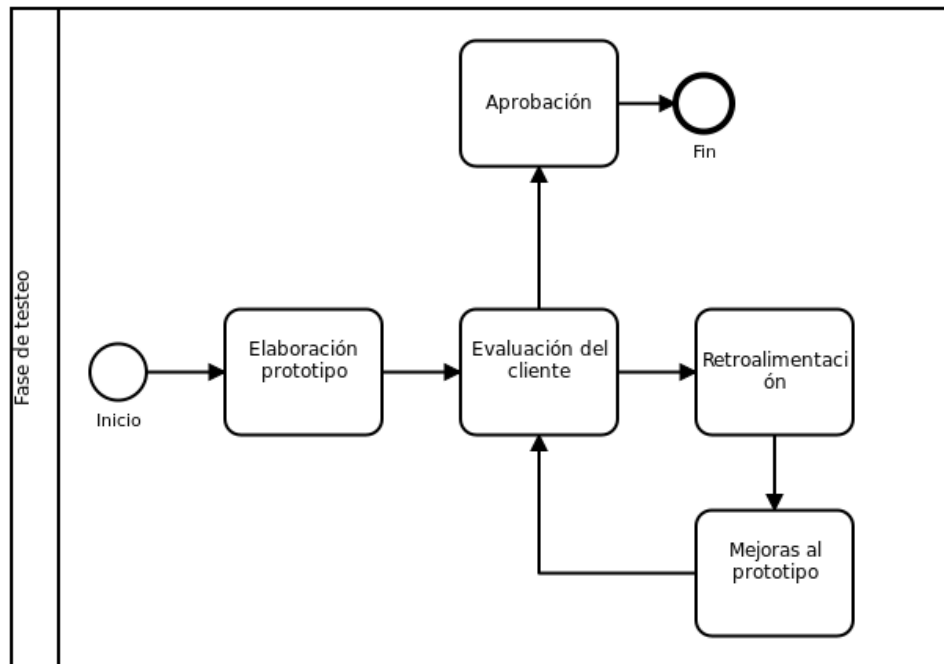 Aprobación
Fin
Fase de testeo
Inicio
Elaboración
prototipo
Evaluación del
cliente
Retroalimentaci
ón
Mejoras al
prototipo